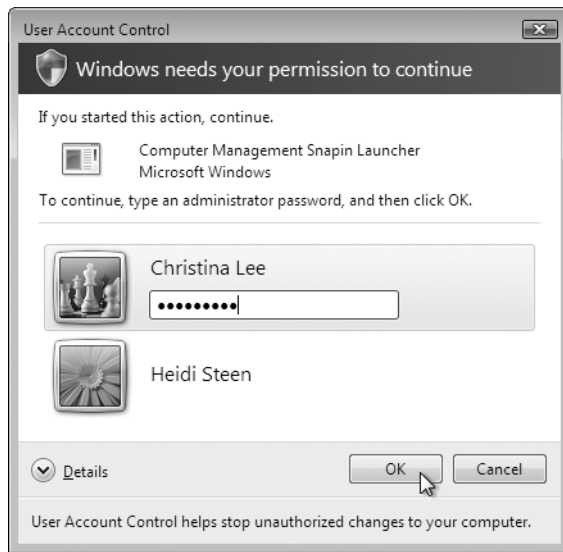 User Account Control
Windows needs your permission to continue
If you started this action, continue.
Computer Management Snapin Launcher
Microsoft Windows
To continue, type an administrator password, and then click OK.
Christina Lee
●●●●●●●●●
Heidi Steen
Details
OK
Cancel
User Account Control helps stop unauthorized changes to your computer.